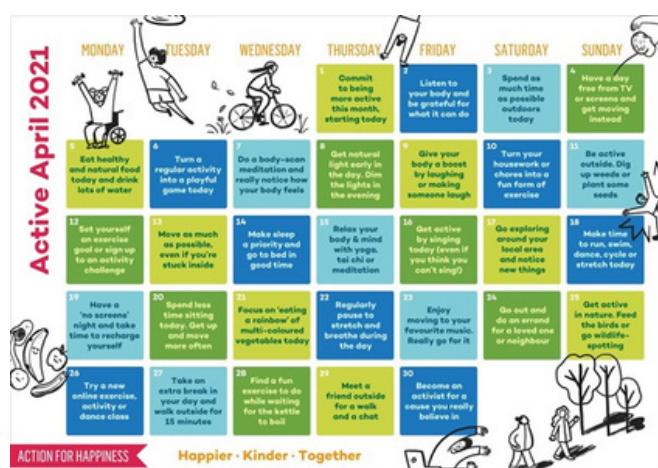 Active April 2021
MONDAY TUESDAY WEDNESDAY THURSDAY FRIDAY SATURDAY SUNDAY
1
Commit
to being
more active
this month,
starting today
2
Listen to
your body and
be grateful for
what it can do
3
Spend as
much time
as possible
outdoors
today
4
Have a day
free from TV
or screens and
get moving
instead
5
Eat healthy
and natural food
today and drink
lots of water
6
Turn a
regular activity
into a playful
game today
7
Do a body-scan
meditation and
really notice how
your body feels
8
Get natural
light early in
the day. Dim
the lights in
the evening
9
Give your
body a boost
by laughing
or making
someone laugh
10
Turn your
housework or
chores into a
fun form of
exercise
11
Be active
outside. Dig
up weeds or
plant some
seeds
12
Set yourself
an exercise
goal or sign up
to an activity
challenge
13
Move as much
as possible,
even if you're
stuck inside
14
Make sleep
a priority and
go to bed in
good time
15
Relax your
body & mind
with yoga,
tai chi or
meditation
16
Get active
by singing
today (even if
you think you
can't sing!)
17
Go exploring
around your
local area
and notice
new things
18
Make time
to run, swim,
dance, cycle or
stretch today
19
Have a
'no screens'
night and take
time to recharge
yourself
20
Spend less
time sitting
today. Get up
and move
more often
21
Focus on 'eating
a rainbow' of
multi-coloured
vegetables today
22
Regularly
pause to
stretch and
breathe during
the day
23
Enjoy
moving to your
favourite music.
Really go for it
24
Go out and
do an errand
for a loved one
or neighbour
25
Get active
in nature. Feed
the birds or
go wildlife-
spotting
26
Try a new
online exercise,
activity or
dance class
27
Take an
extra break in
your day and
walk outside for
15 minutes
28
Find a fun
exercise to do
while waiting
for the kettle
to boil
29
Meet a
friend outside
for a walk
and a chat
30
Become an
activist for a
cause you really
believe in
ACTION FOR HAPPINESS
Happier · Kinder · Together